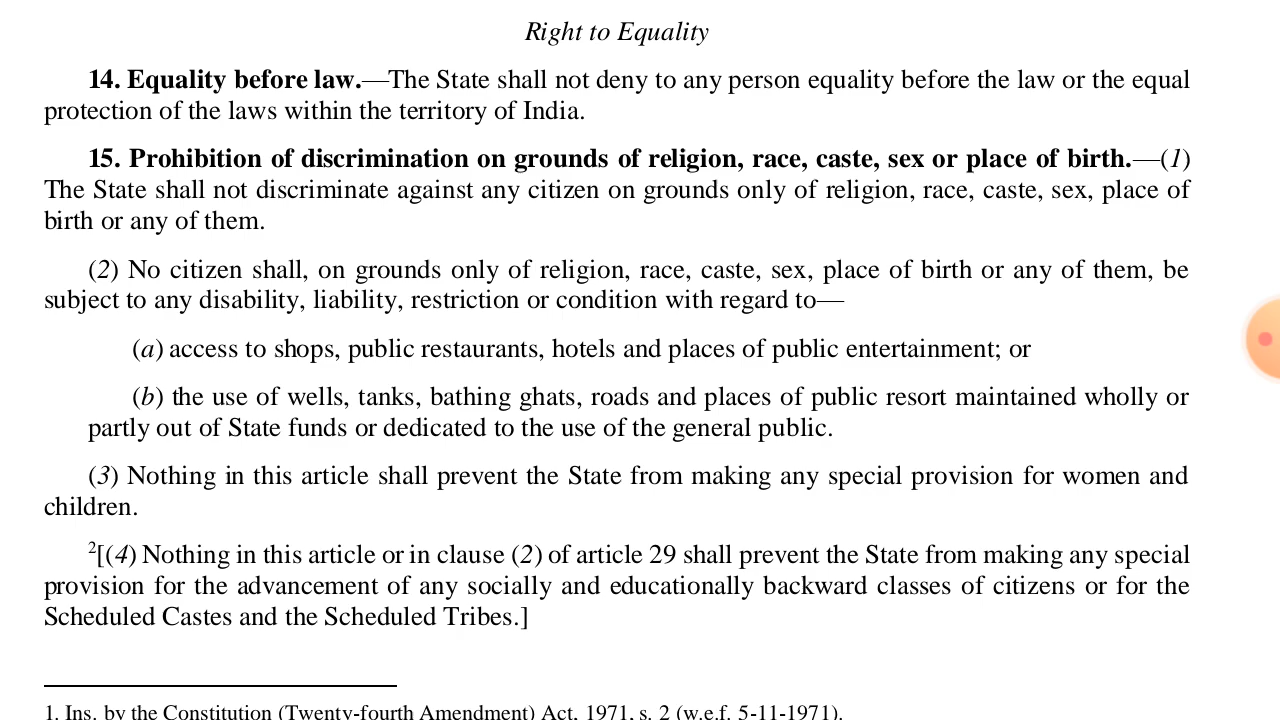 Right to Equality
14. Equality before law.—The State shall not deny to any person equality before the law or the equal
protection of the laws within the territory of India.
15. Prohibition of discrimination on grounds of religion, race, caste, sex or place of birth.—(1)
The State shall not discriminate against any citizen on grounds only of religion, race, caste, sex, place of
birth or any of them.
(2) No citizen shall, on grounds only of religion, race, caste, sex, place of birth or any of them, be
subject to any disability, liability, restriction or condition with regard to—
(a) access to shops, public restaurants, hotels and places of public entertainment; or
(b) the use of wells, tanks, bathing ghats, roads and places of public resort maintained wholly or
partly out of State funds or dedicated to the use of the general public.
(3) Nothing in this article shall prevent the State from making any special provision for women and
children.
2[(4) Nothing in this article or in clause (2) of article 29 shall prevent the State from making any special
provision for the advancement of any socially and educationally backward classes of citizens or for the
Scheduled Castes and the Scheduled Tribes.]
1. Ins. by the Constitution (Twenty-fourth Amendment) Act, 1971, s. 2 (w.e.f. 5-11-1971).